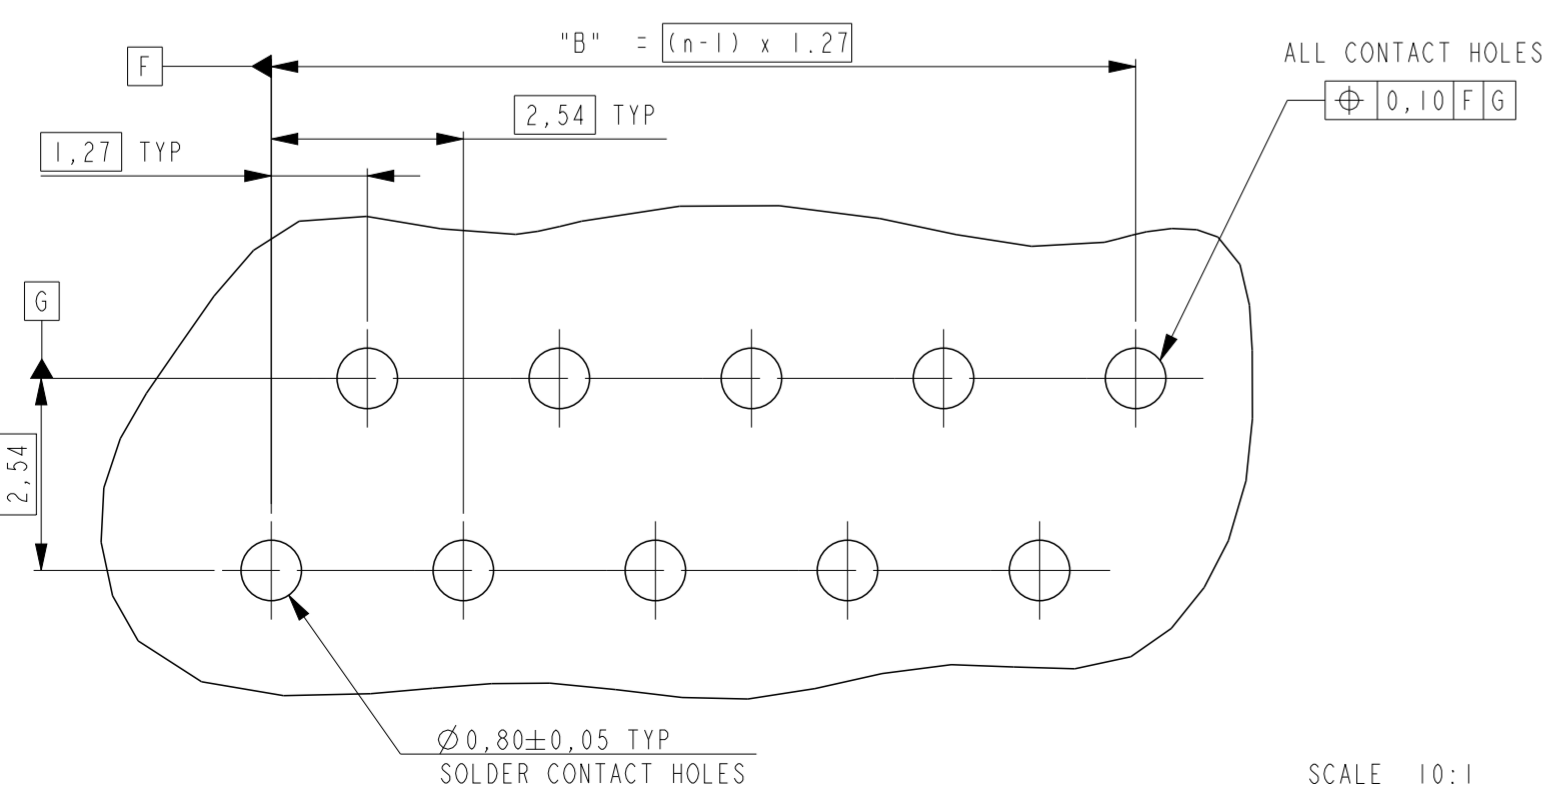 "B" = (n-1) x 1.27
F
ALL CONTACT HOLES
⌖ 0,10 F G
2,54 TYP
1,27 TYP
G
2,54
Ø0,80±0,05 TYP
SOLDER CONTACT HOLES
SCALE 10:1